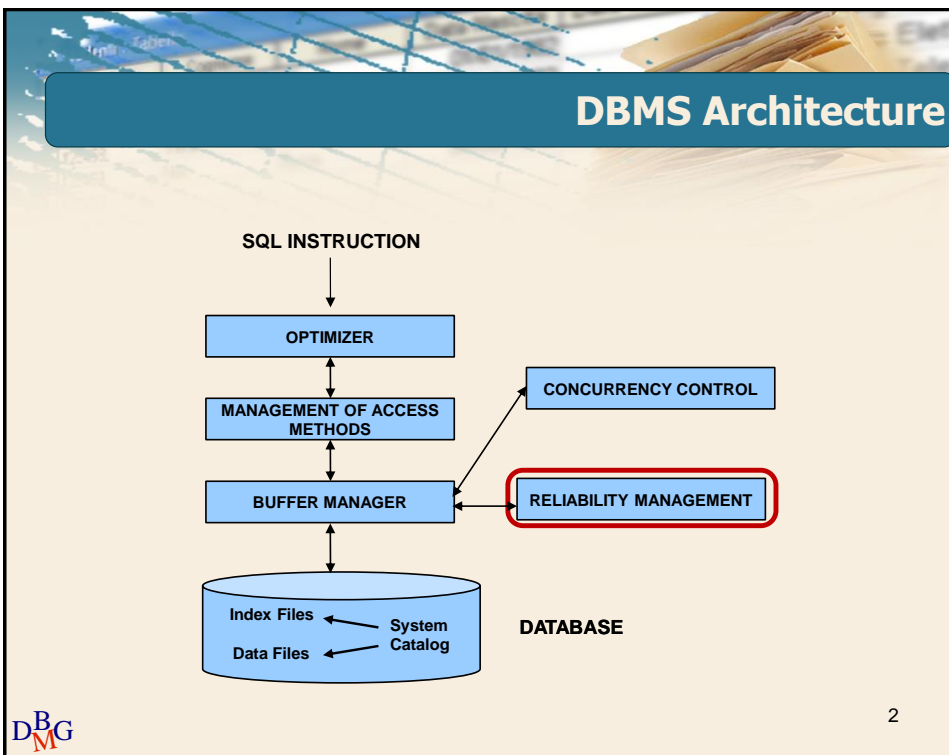 DBMS Architecture
SQL INSTRUCTION
OPTIMIZER
CONCURRENCY CONTROL
MANAGEMENT OF ACCESS
METHODS
BUFFER MANAGER
RELIABILITY MANAGEMENT
Index Files
System
Catalog
Data Files
DATABASE
DBMG
2